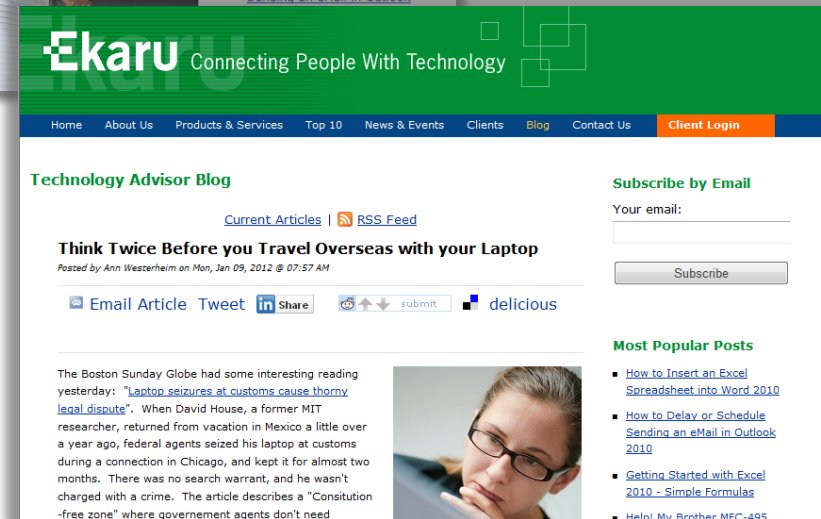 Sending an eMail in Outlook
Ekaru Connecting People With Technology
Home About Us Products & Services Top 10 News & Events Clients Blog Contact Us Client Login
Technology Advisor Blog
Current Articles | RSS Feed
Think Twice Before you Travel Overseas with your Laptop
Posted by Ann Westerheim on Mon, Jan 09, 2012 @ 07:57 AM
Email Article Tweet in Share submit delicious
The Boston Sunday Globe had some interesting reading
yesterday: "Laptop seizures at customs cause thorny
legal dispute". When David House, a former MIT
researcher, returned from vacation in Mexico a little over
a year ago, federal agents seized his laptop at customs
during a connection in Chicago, and kept it for almost two
months. There was no search warrant, and he wasn't
charged with a crime. The article describes a "Consitution
-free zone" where governement agents don't need
Subscribe by Email
Your email:
Subscribe
Most Popular Posts
How to Insert an Excel
Spreadsheet into Word 2010
How to Delay or Schedule
Sending an eMail in Outlook
2010
Getting Started with Excel
2010 - Simple Formulas
Help! My Brother MFC-495